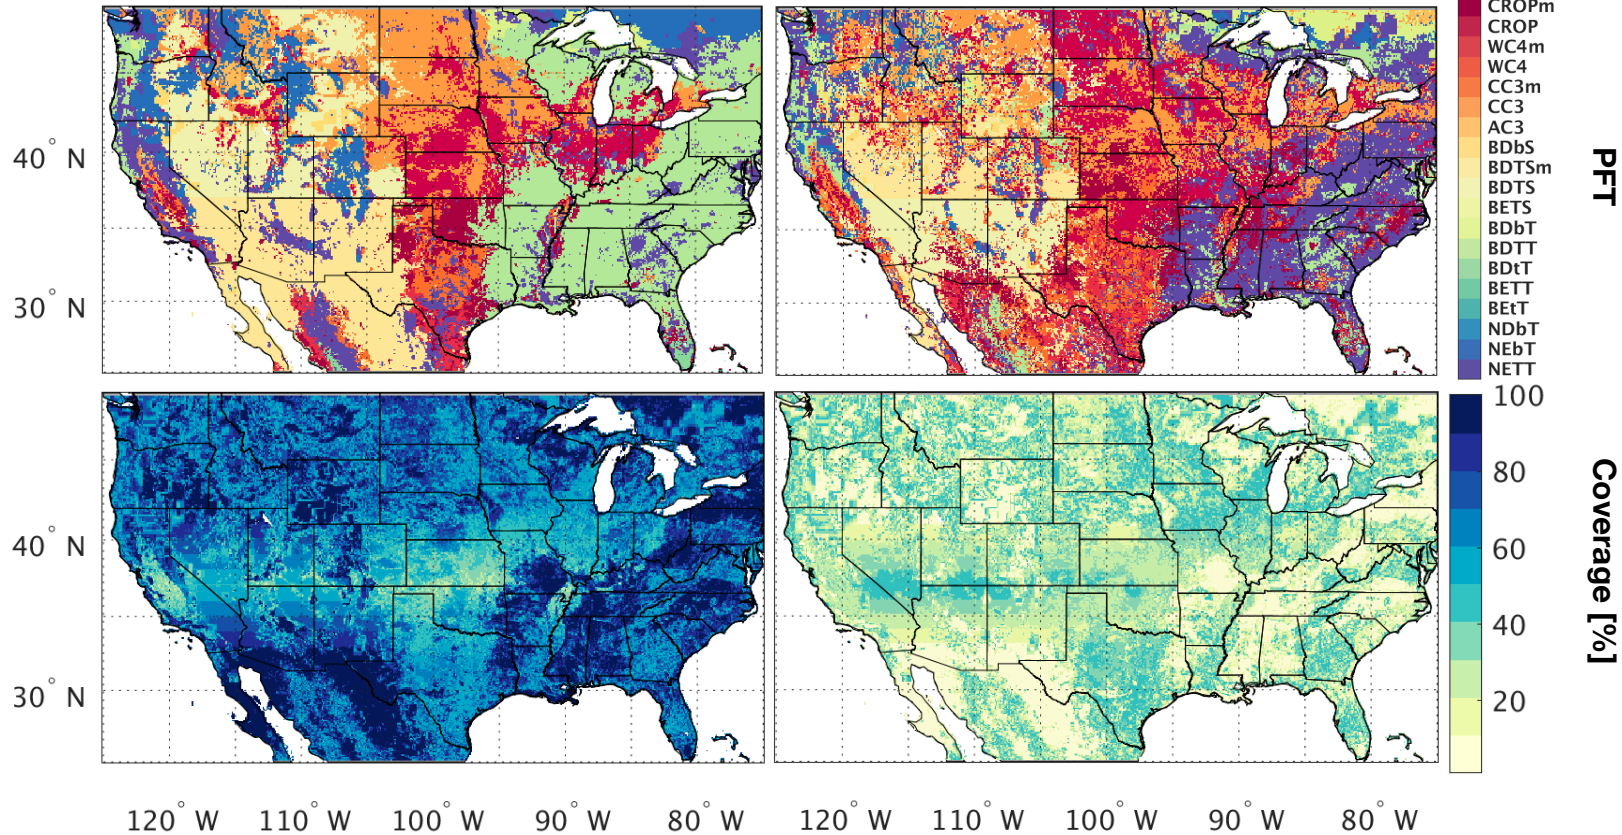 CROPm
CROP
WC4m
WC4
CC3m
CC3
AC3
BDbS
BDTSm
BDTS
BETS
BDbT
BDTT
BDtT
BETT
BEtT
NDbT
NEbT
NETT
PFT
40° N
30° N
100
80
60
40
20
Coverage [%]
40° N
30° N
120° W 110° W 100° W 90° W 80° W 120° W 110° W 100° W 90° W 80° W